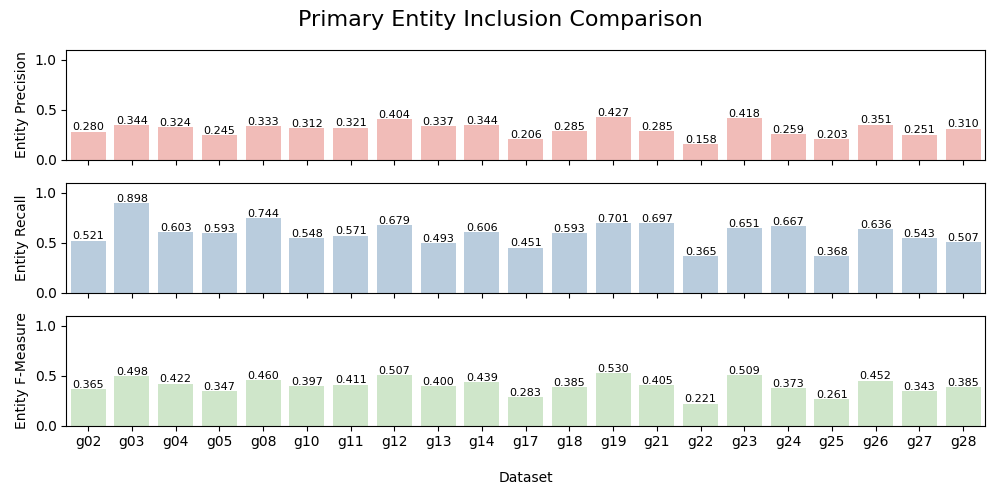 Primary Entity Inclusion Comparison
Entity Precision
1.0
0.5
0.0
0.280 0.344 0.324 0.245 0.333 0.312 0.321 0.404 0.337 0.344 0.206 0.285 0.427 0.285 0.158 0.418 0.259 0.203 0.351 0.251 0.310
Entity Recall
1.0
0.5
0.0
0.521 0.898 0.603 0.593 0.744 0.548 0.571 0.679 0.493 0.606 0.451 0.593 0.701 0.697 0.365 0.651 0.667 0.368 0.636 0.543 0.507
Entity F-Measure
1.0
0.5
0.0
0.365 0.498 0.422 0.347 0.460 0.397 0.411 0.507 0.400 0.439 0.283 0.385 0.530 0.405 0.221 0.509 0.373 0.261 0.452 0.343 0.385
g02 g03 g04 g05 g08 g10 g11 g12 g13 g14 g17 g18 g19 g21 g22 g23 g24 g25 g26 g27 g28
Dataset